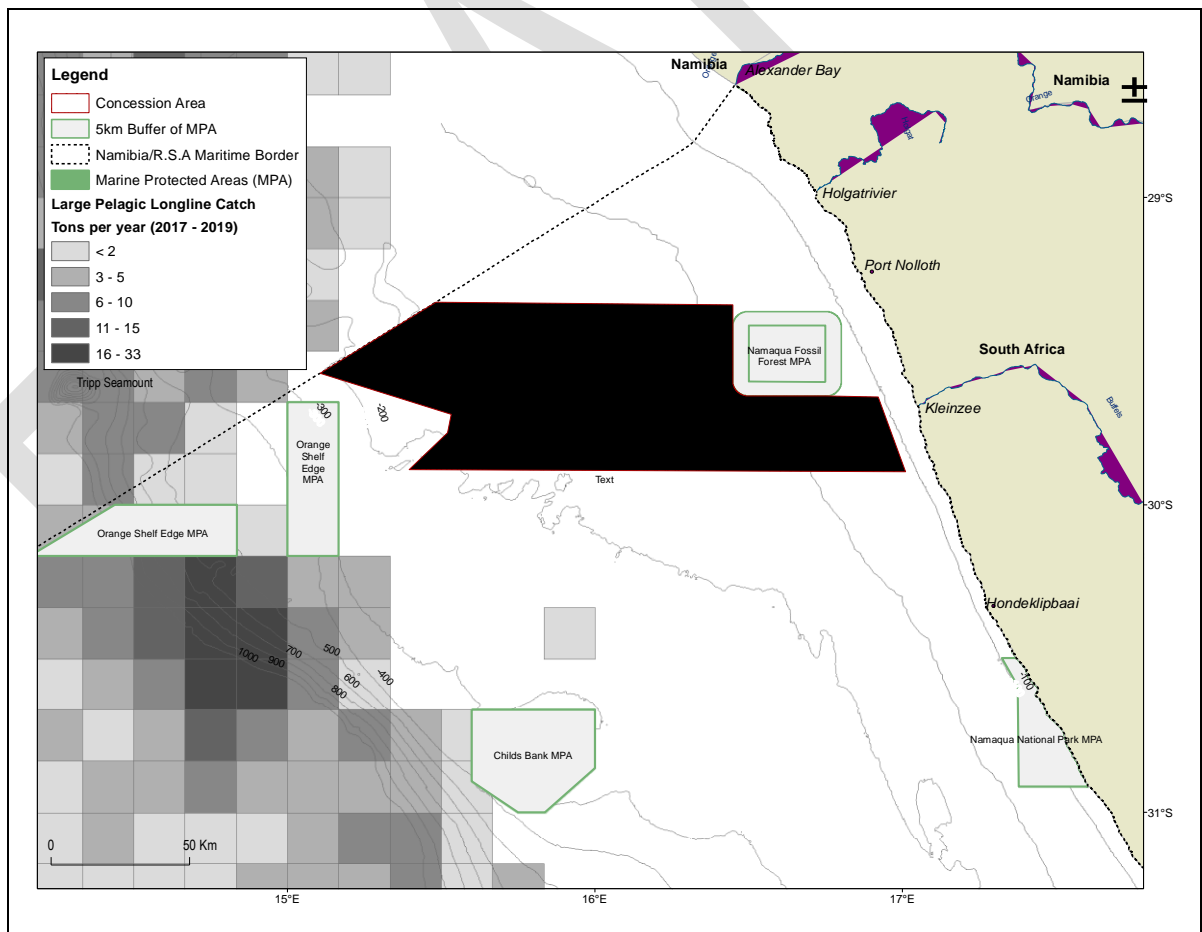 Legend
Concession Area
5km Buffer of MPA
Namibia/R.S.A Maritime Border
Marine Protected Areas (MPA)
Large Pelagic Longline Catch
Tons per year (2017 - 2019)
< 2
3 - 5
6 - 10
11 - 15
16 - 33
Namibia
Alexander Bay
Namibia
Orange
±
Holgat
Holgatrivier
29°S
Port Nolloth
Namaqua Fossil
Forest MPA
South Africa
Tripp Seamount
Kleinzee
Buffels
-300
-200
Orange
Shelf
Edge
MPA
Text
30°S
Orange Shelf Edge MPA
Hondeklipbaai
1000
900
800
700
600
500
-400
-100
Namaqua National Park MPA
Childs Bank MPA
31°S
0
50 Km
15°E
16°E
17°E